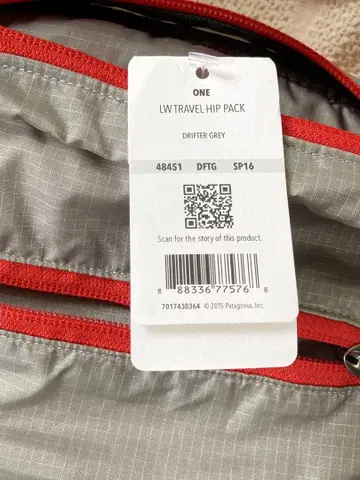 ONE
LW TRAVEL HIP PACK
DRIFTER GREY
48451 DFTG SP16
Scan for the story of this product.
8 88336 77576 8
7017430364 © 2015 Patagonia, Inc.